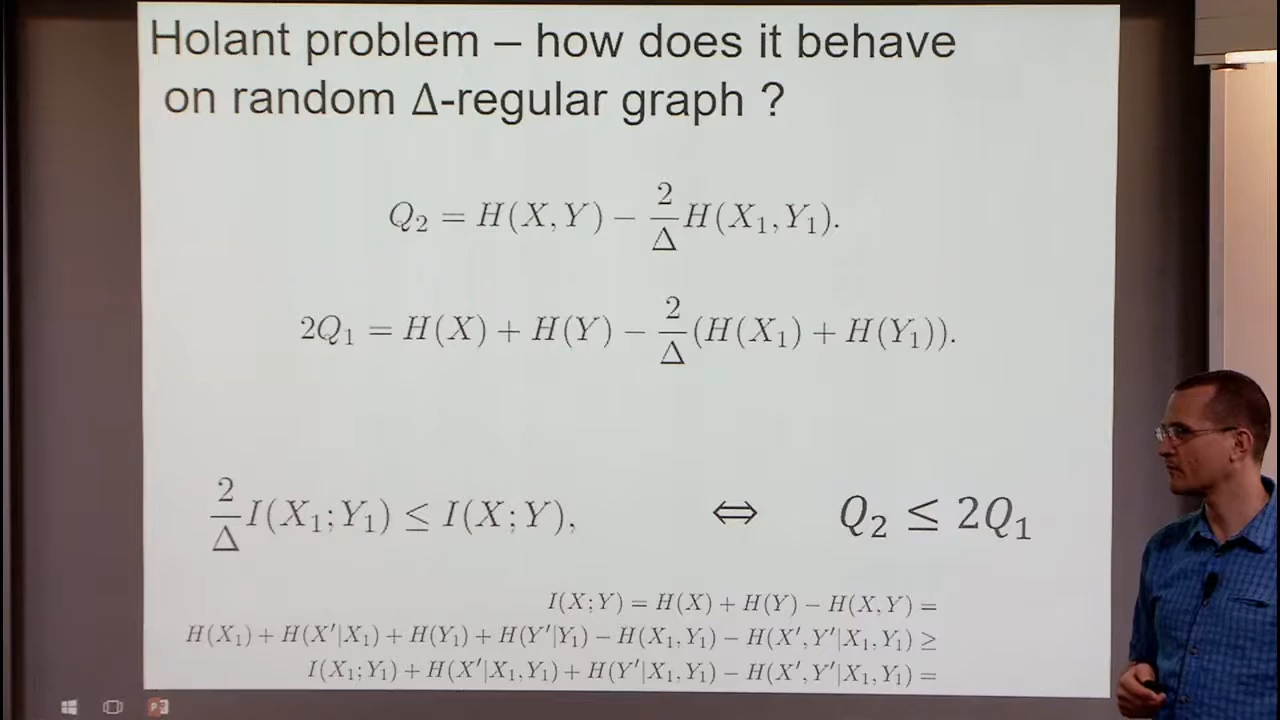 Holant problem – how does it behave
on random Δ-regular graph ?
Q₂ = H(X, Y) − 2/Δ H(X₁, Y₁).
2Q₁ = H(X) + H(Y) − 2/Δ (H(X₁) + H(Y₁)).
2/Δ I(X₁; Y₁) ≤ I(X; Y), ⇔ Q₂ ≤ 2Q₁
I(X; Y) = H(X) + H(Y) − H(X, Y) =
H(X₁) + H(X′|X₁) + H(Y₁) + H(Y′|Y₁) − H(X₁, Y₁) − H(X′, Y′|X₁, Y₁) ≥
I(X₁; Y₁) + H(X′|X₁, Y₁) + H(Y′|X₁, Y₁) − H(X′, Y′|X₁, Y₁) =